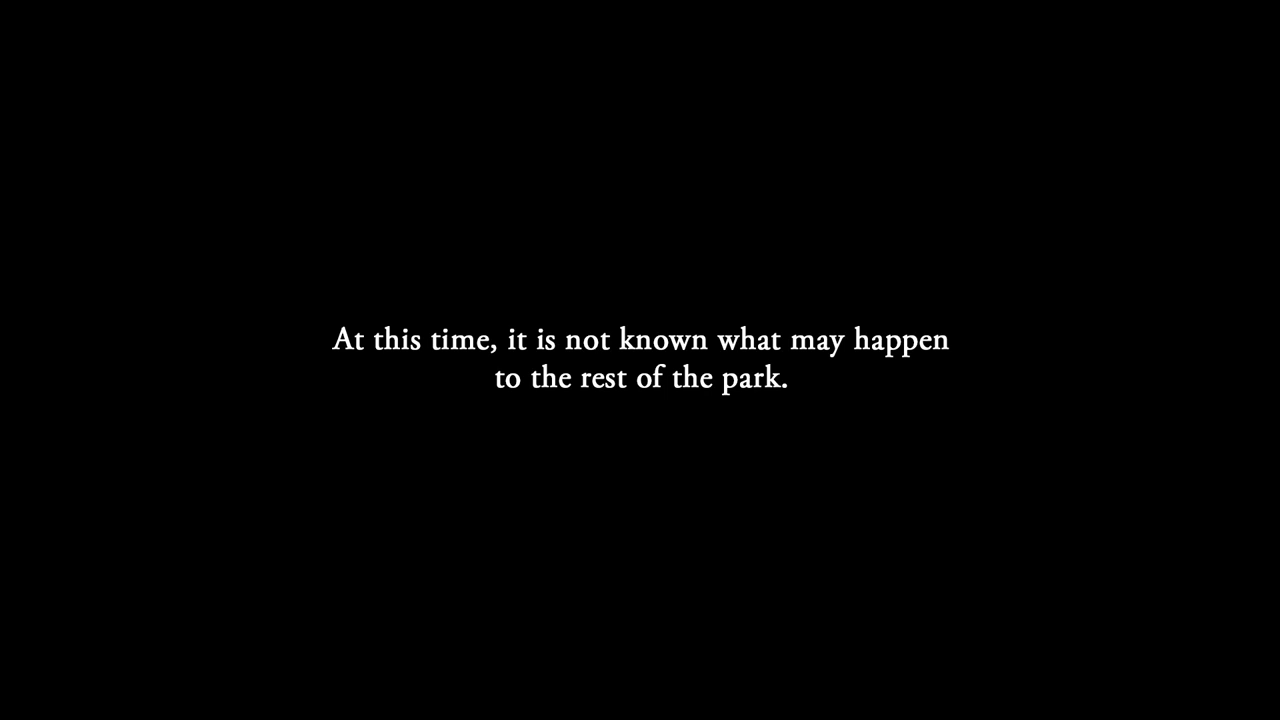 At this time, it is not known what may happen
to the rest of the park.